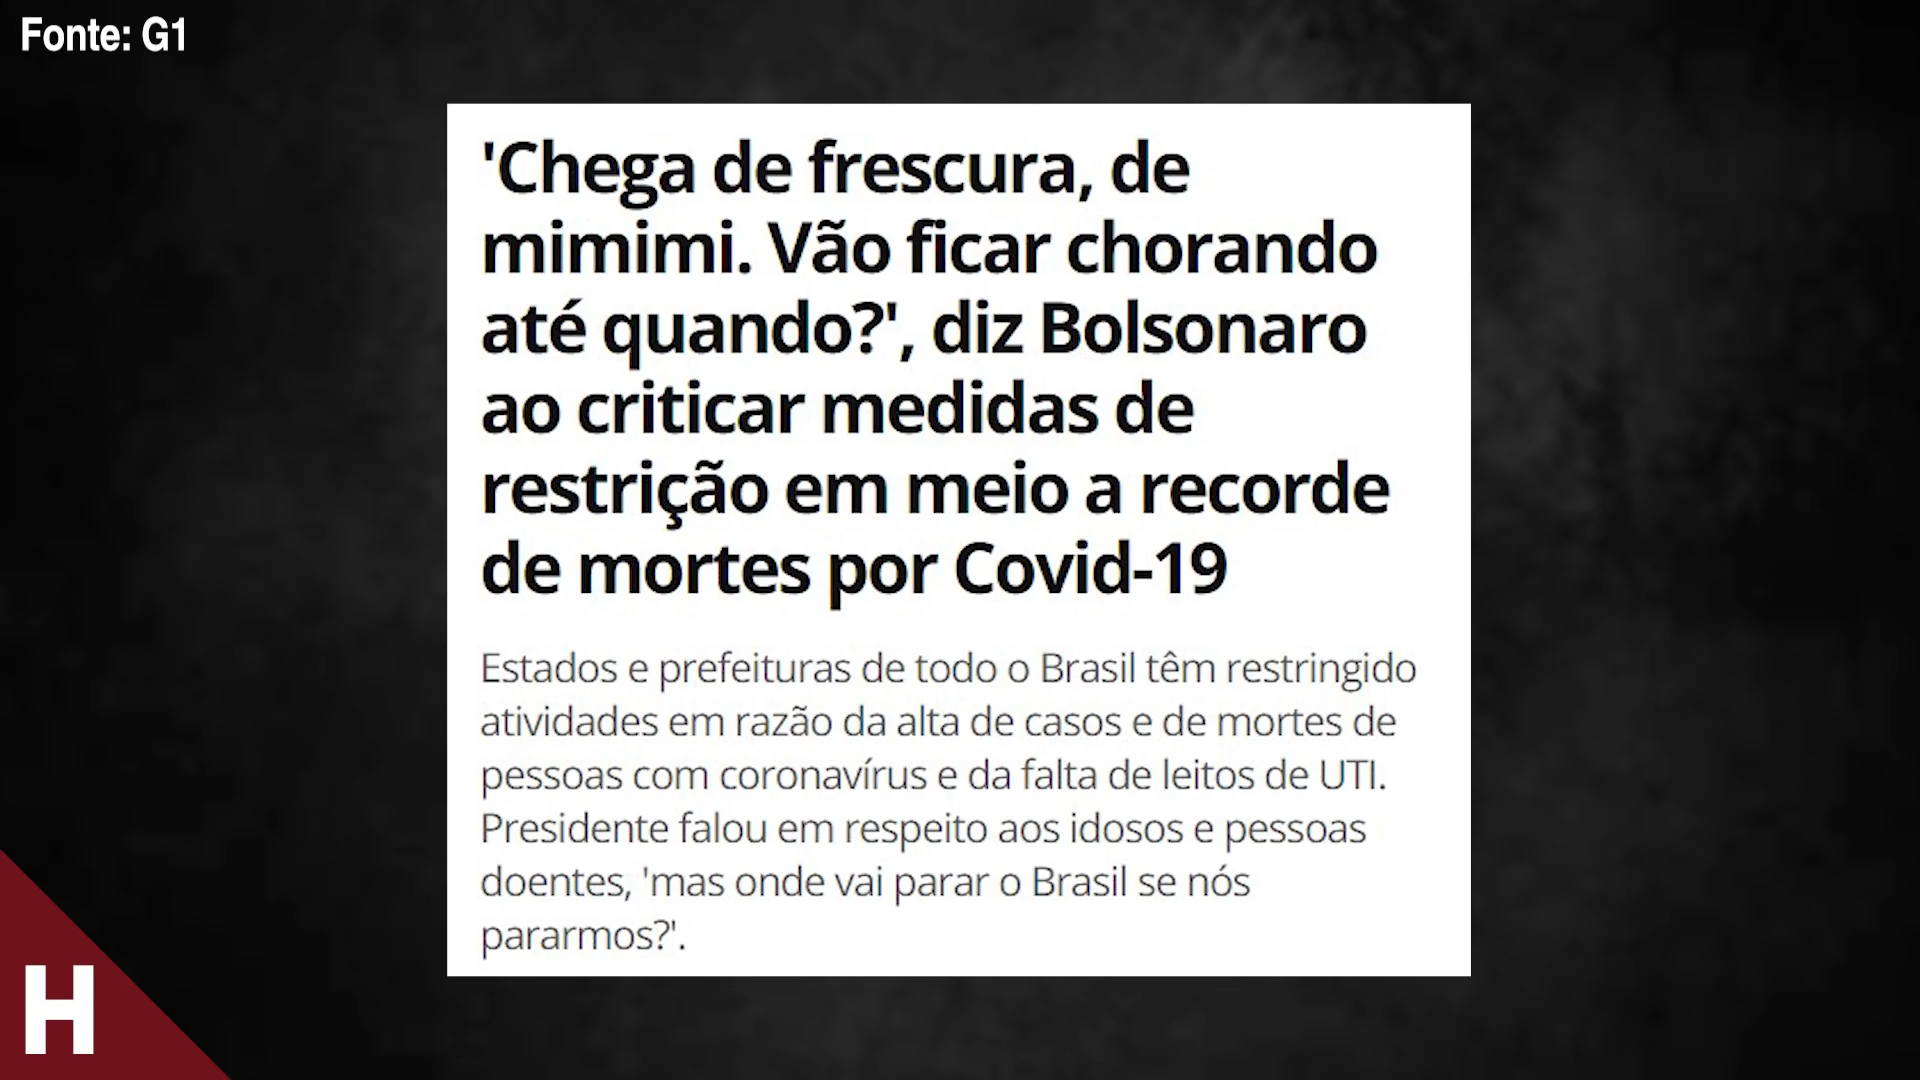 Fonte: G1
'Chega de frescura, de
mimimi. Vão ficar chorando
até quando?', diz Bolsonaro
ao criticar medidas de
restrição em meio a recorde
de mortes por Covid-19
Estados e prefeituras de todo o Brasil têm restringido
atividades em razão da alta de casos e de mortes de
pessoas com coronavírus e da falta de leitos de UTI.
Presidente falou em respeito aos idosos e pessoas
doentes, 'mas onde vai parar o Brasil se nós
pararmos?'.
H